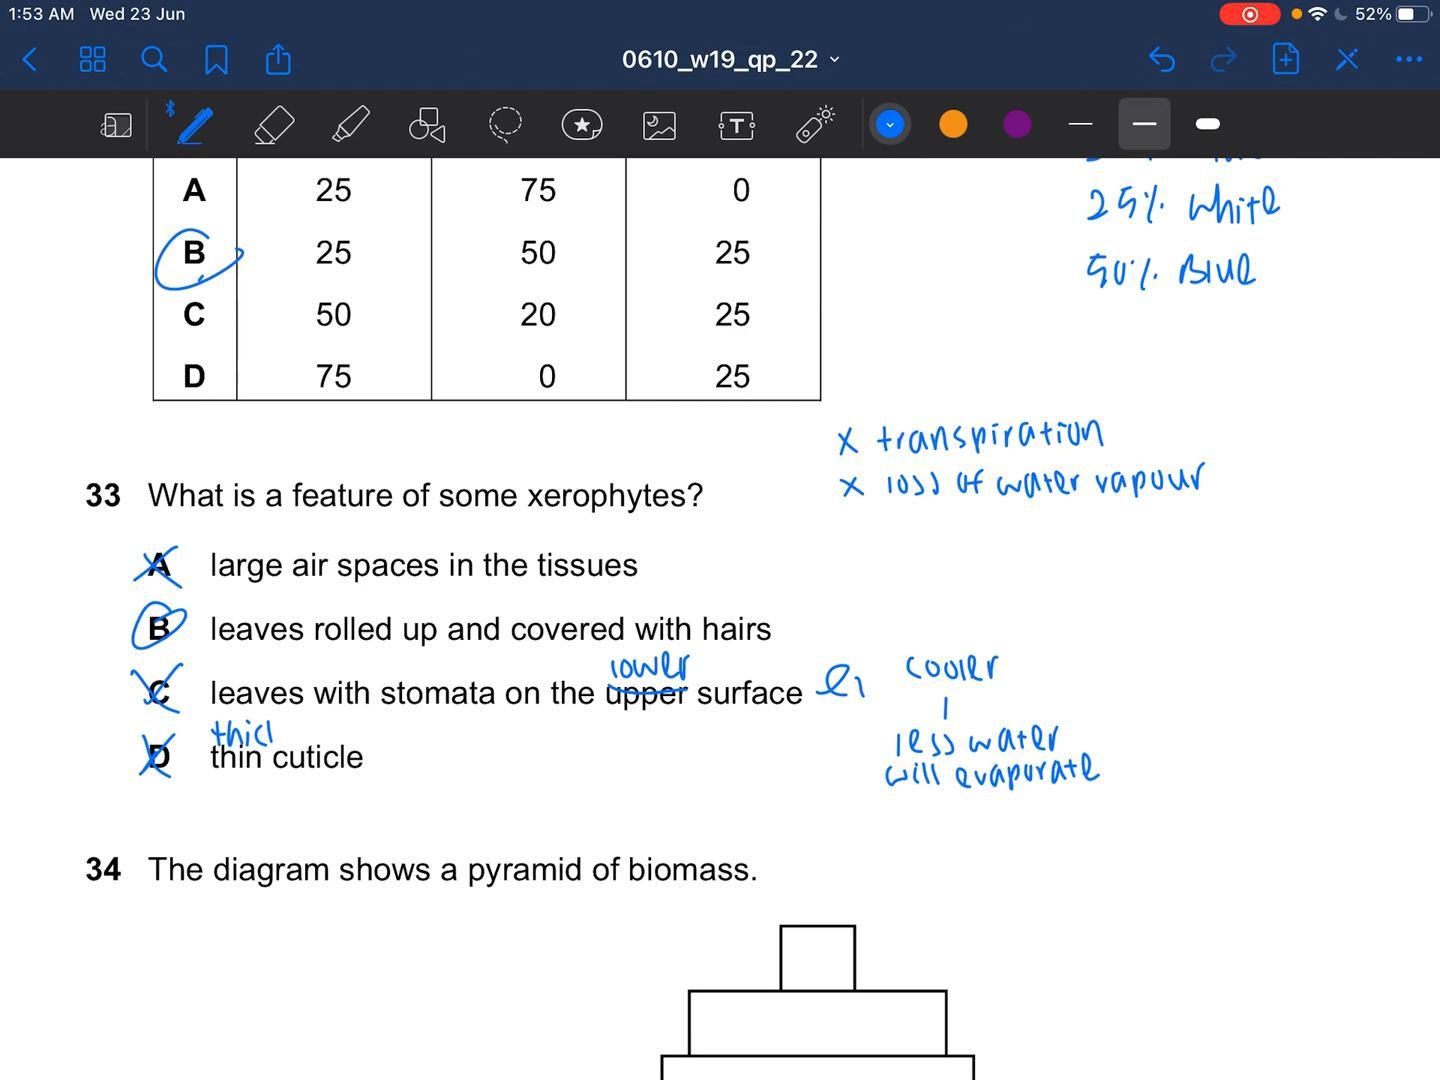 1:53 AM Wed 23 Jun
52%
0610_w19_qp_22
T
A 25 75 0
B 25 50 25
C 50 20 25
D 75 0 25
25% white
50% Blue
x transpiration
x loss of water vapour
33 What is a feature of some xerophytes?
A large air spaces in the tissues
B leaves rolled up and covered with hairs
lower
C leaves with stomata on the upper surface
cooler
less water
will evaporate
thick
D thin cuticle
34 The diagram shows a pyramid of biomass.